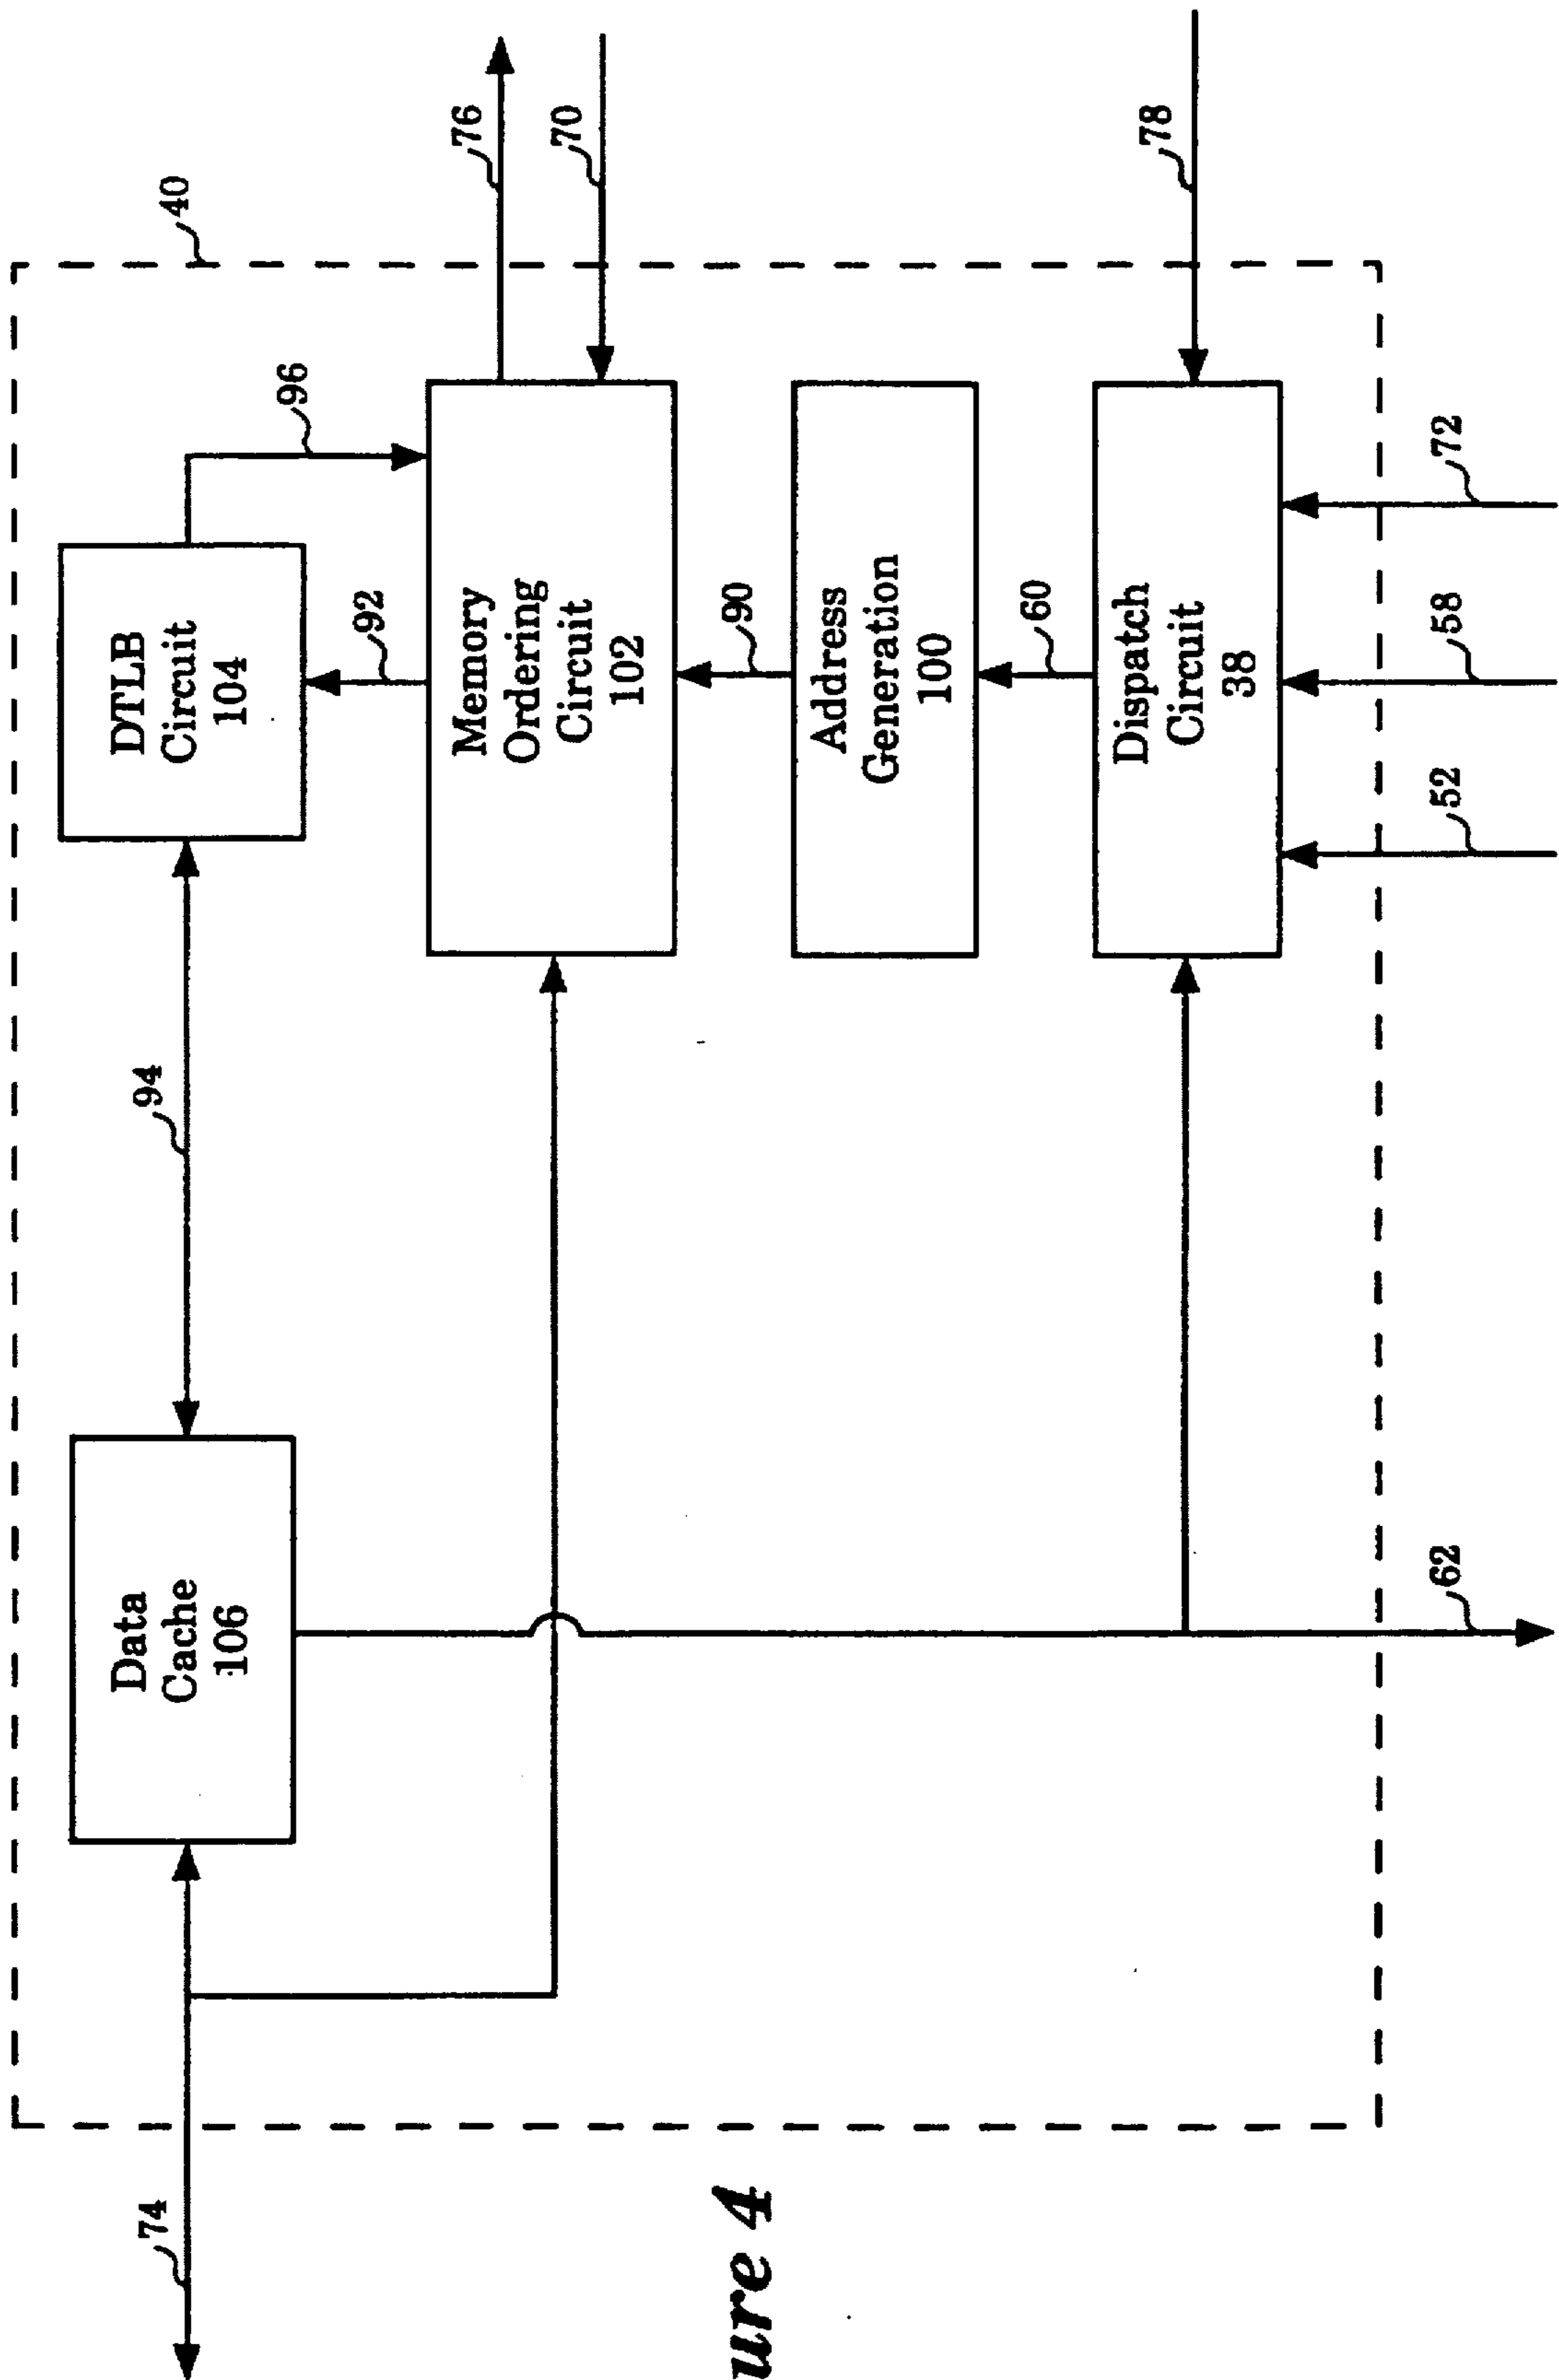 74
94
40
Data
Cache
106
DTLB
Circuit
104
96
92
76
70
Memory
Ordering
Circuit
102
90
ure 4
Address
Generation
100
60
78
Dispatch
Circuit
38
62
52
58
72